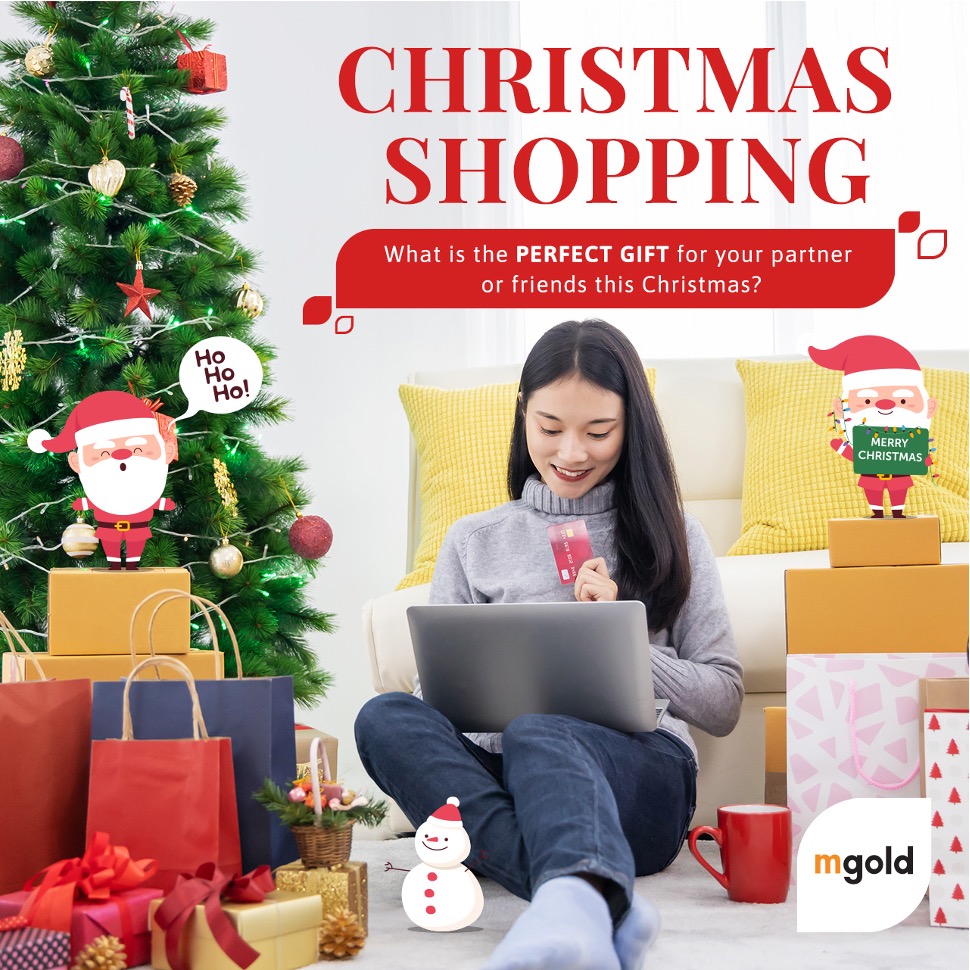 CHRISTMAS
SHOPPING
What is the PERFECT GIFT for your partner
or friends this Christmas?
Ho
Ho
Ho!
MERRY
CHRISTMAS
mgold